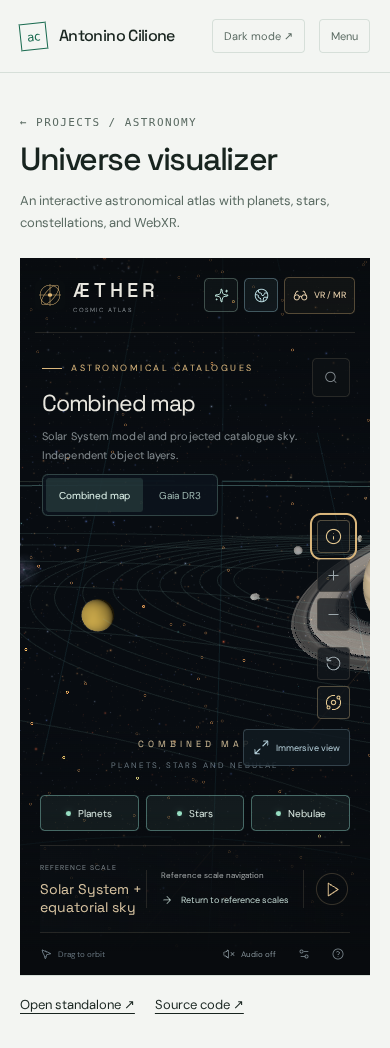 ac Antonino Cilione Dark mode ↗ Menu
← PROJECTS / ASTRONOMY
Universe visualizer
An interactive astronomical atlas with planets, stars,
constellations, and WebXR.
ÆTHER
COSMIC ATLAS
VR / MR
ASTRONOMICAL CATALOGUES
Combined map
Solar System model and projected catalogue sky.
Independent object layers.
Combined map Gaia DR3
COMBINED MA
Immersive view
PLANETS, STARS AND NEBULAE
Planets Stars Nebulae
REFERENCE SCALE
Solar System +
equatorial sky
Reference scale navigation
→ Return to reference scales
Drag to orbit Audio off
Open standalone ↗ Source code ↗